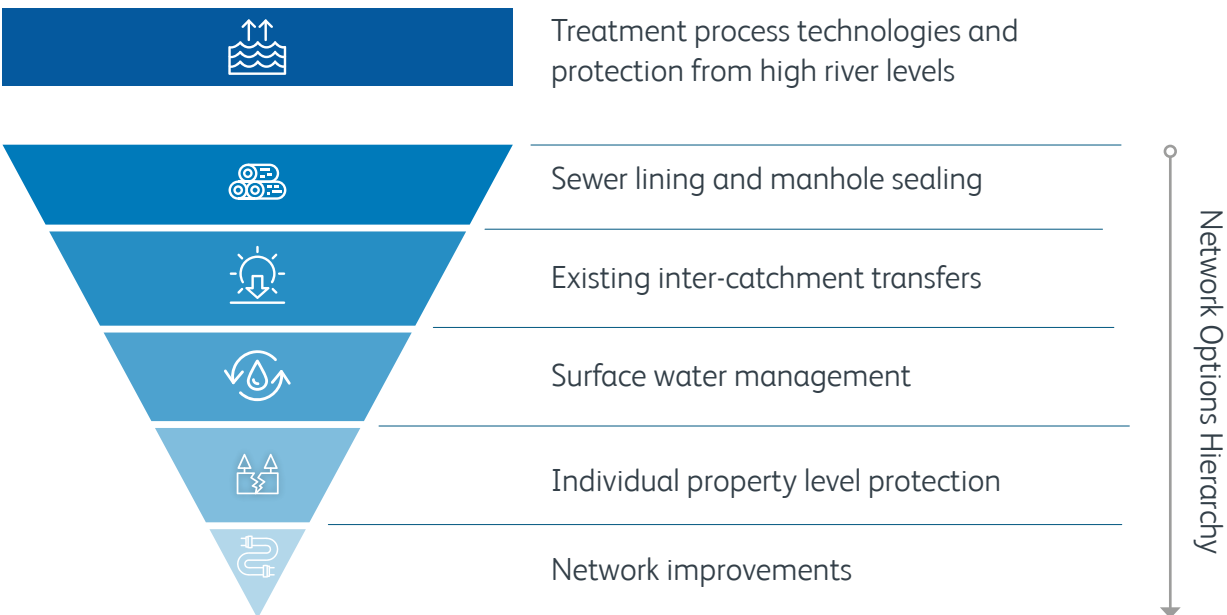 Treatment process technologies and
protection from high river levels
Sewer lining and manhole sealing
Existing inter-catchment transfers
Surface water management
Individual property level protection
Network improvements
Network Options Hierarchy